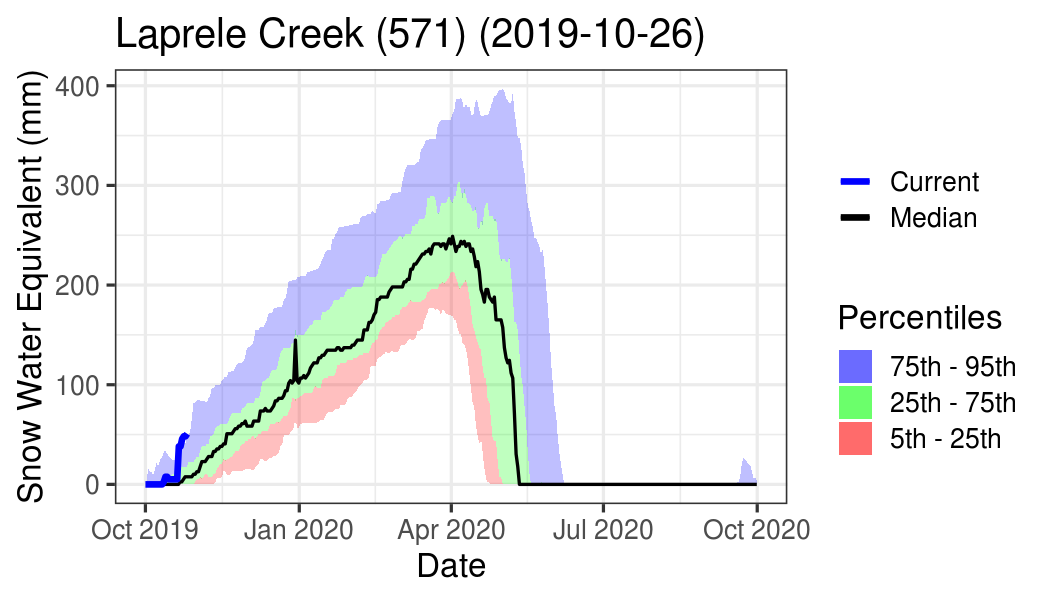 Laprele Creek (571) (2019-10-26)
Snow Water Equivalent (mm)
400
300
200
100
0
Oct 2019
Jan 2020
Apr 2020
Jul 2020
Oct 2020
Date
Current
Median
Percentiles
75th - 95th
25th - 75th
5th - 25th